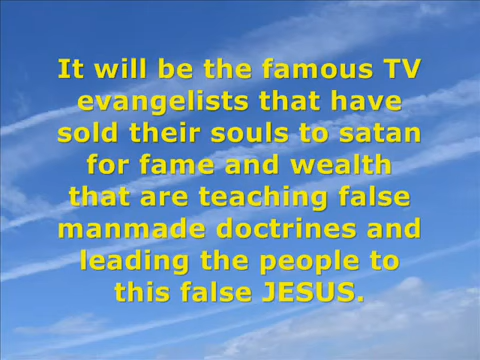 It will be the famous TV
evangelists that have
sold their souls to satan
for fame and wealth
that are teaching false
manmade doctrines and
leading the people to
this false JESUS.